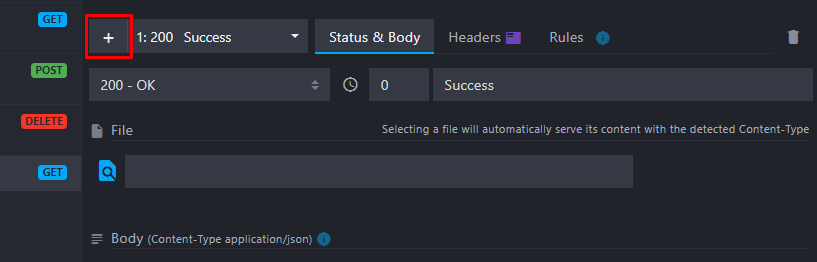 GET
+ 1: 200 Success Status & Body Headers Rules
POST
200 - OK 0 Success
DELETE
File Selecting a file will automatically serve its content with the detected Content-Type
GET
Body (Content-Type application/json)